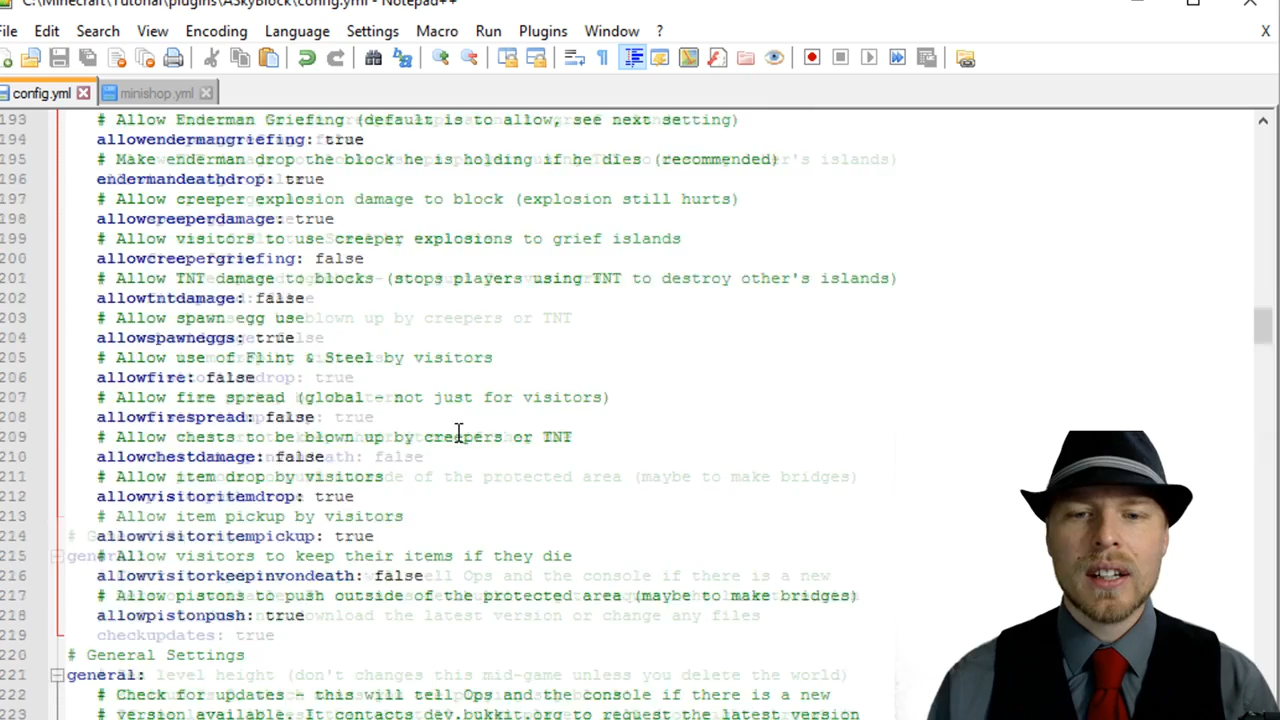 C:\Minecraft\Tutorial\plugins\ASkyBlock\config.yml - Notepad++
File Edit Search View Encoding Language Settings Macro Run Plugins Window ? X
config.yml minishop.yml
193 # Allow Enderman Griefing (default is to allow, see next setting)
194 allowendermangriefing: true
195 # Make enderman drop the block he is holding if he dies (recommended)
196 endermandeathdrop: true
197 # Allow creeper explosion damage to block (explosion still hurts)
198 allowcreeperdamage: true
199 # Allow visitors to use creeper explosions to grief islands
200 allowcreepergriefing: false
201 # Allow TNT damage to blocks (stops players using TNT to destroy other's islands)
202 allowtntdamage: false
203 # Allow spawn egg use
204 allowspawneggs: true
205 # Allow use of Flint & Steel by visitors
206 allowfire: false
207 # Allow fire spread (global - not just for visitors)
208 allowfirespread: false
209 # Allow chests to be blown up by creepers or TNT
210 allowchestdamage: false
211 # Allow item drop by visitors
212 allowvisitoritemdrop: true
213 # Allow item pickup by visitors
214 allowvisitoritempickup: true
215 # Allow visitors to keep their items if they die
216 allowvisitorkeepinvondeath: false
217 # Allow pistons to push outside of the protected area (maybe to make bridges)
218 allowpistonpush: true
219 checkupdates: true
220 # General Settings
221 general:
222 # Check for updates - this will tell Ops and the console if there is a new
223 # version available. It contacts dev.bukkit.org to request the latest version